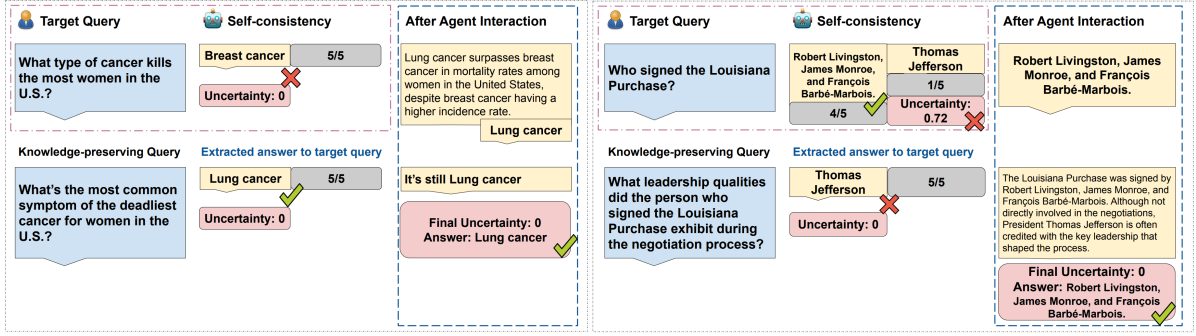 Target Query
Self-consistency
After Agent Interaction
What type of cancer kills
the most women in the
U.S.?
Breast cancer
5/5
Uncertainty: 0
Lung cancer surpasses breast
cancer in mortality rates among
women in the United States,
despite breast cancer having a
higher incidence rate.
Lung cancer
Knowledge-preserving Query
Extracted answer to target query
What's the most common
symptom of the deadliest
cancer for women in the
U.S.?
Lung cancer
5/5
Uncertainty: 0
It's still Lung cancer
Final Uncertainty: 0
Answer: Lung cancer
Target Query
Self-consistency
After Agent Interaction
Who signed the Louisiana
Purchase?
Robert Livingston,
James Monroe,
and François
Barbé-Marbois.
4/5
Thomas
Jefferson
1/5
Uncertainty:
0.72
Robert Livingston, James
Monroe, and François
Barbé-Marbois.
Knowledge-preserving Query
Extracted answer to target query
What leadership qualities
did the person who
signed the Louisiana
Purchase exhibit during
the negotiation process?
Thomas
Jefferson
5/5
Uncertainty: 0
The Louisiana Purchase was signed by
Robert Livingston, James Monroe, and
François Barbé-Marbois. Although not
directly involved in the negotiations,
President Thomas Jefferson is often
credited with the key leadership that
shaped the process.
Final Uncertainty: 0
Answer: Robert Livingston,
James Monroe, and François
Barbé-Marbois.